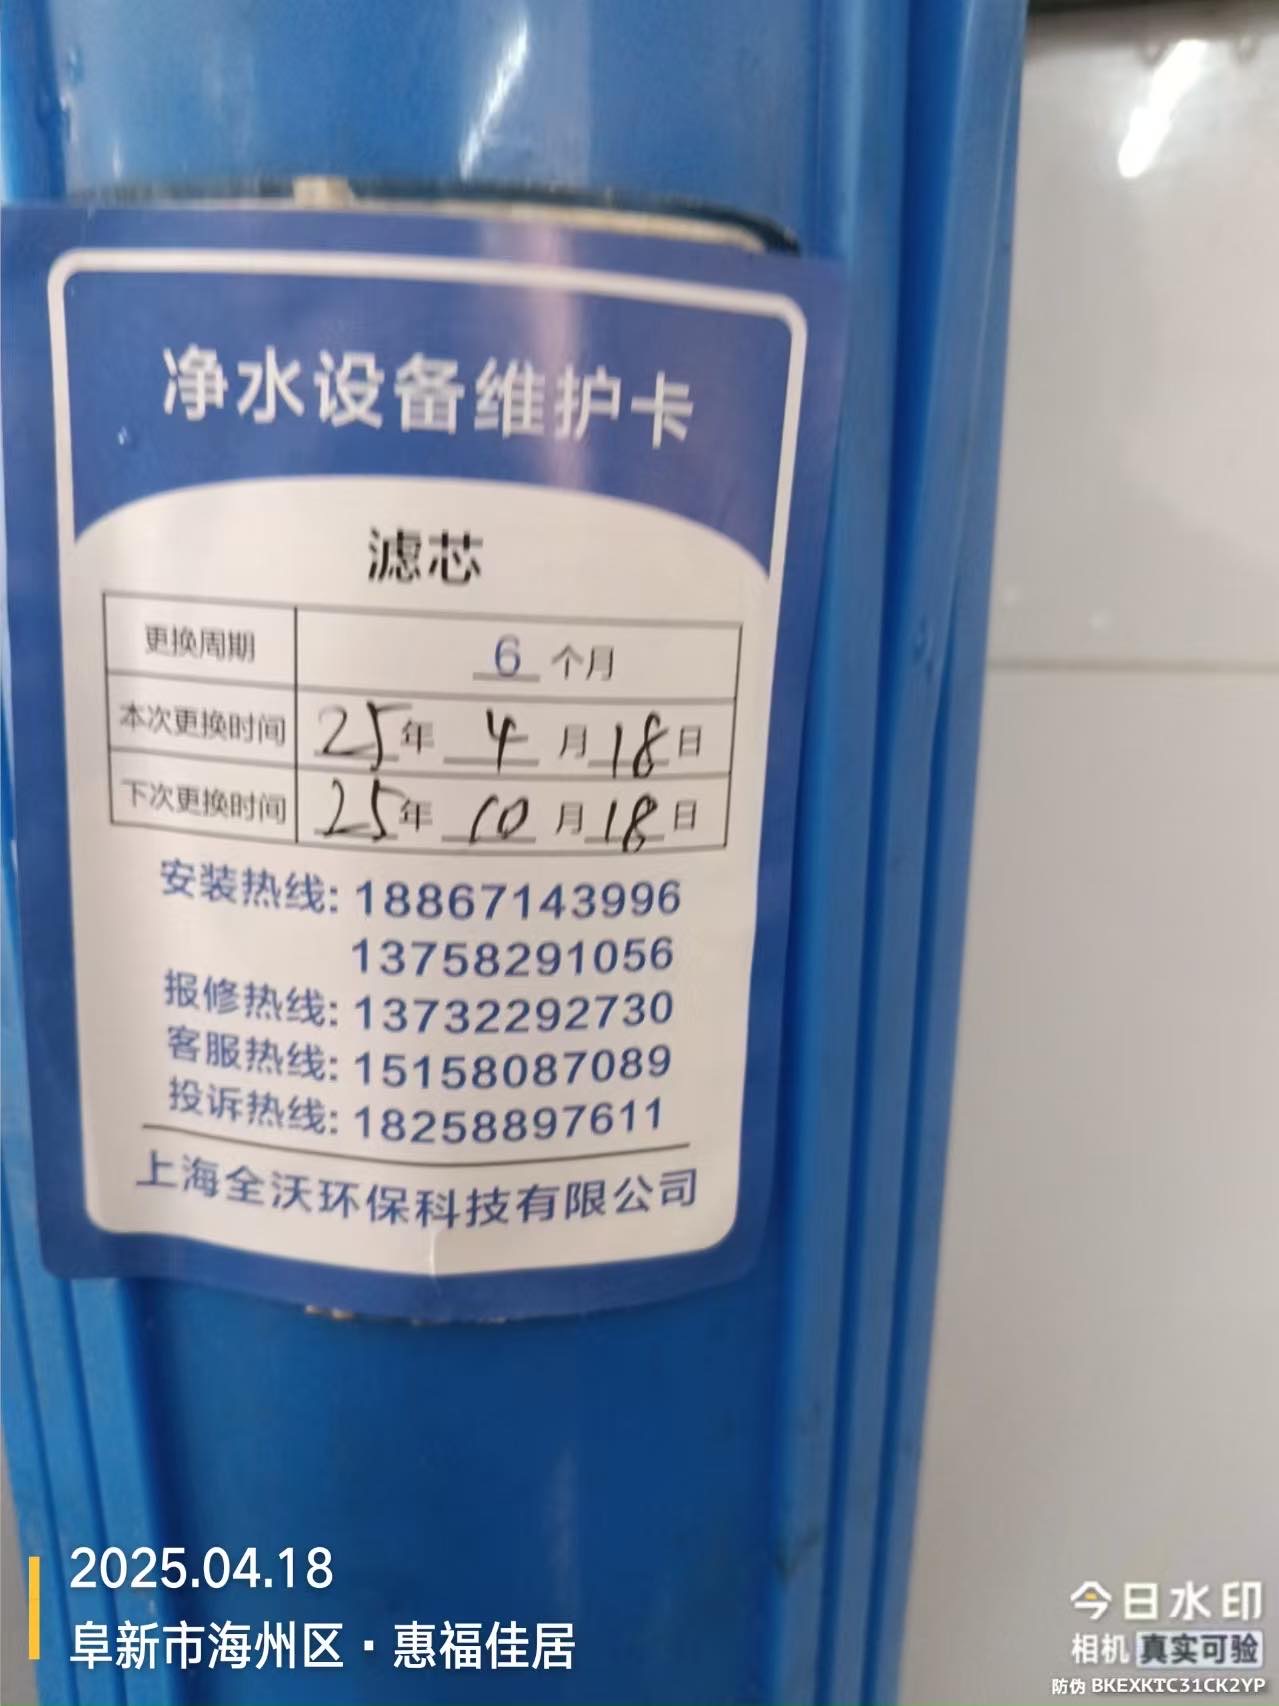 净水设备维护卡
滤芯
更换周期 6 个月
本次更换时间 25年 4 月 18 日
下次更换时间 25年 10 月 18 日
安装热线: 18867143996
13758291056
报修热线: 13732292730
客服热线: 15158087089
投诉热线: 18258897611
上海全沃环保科技有限公司
2025.04.18
阜新市海州区·惠福佳居
今日水印
相机 真实可验
防伪 BKEXKTC31CK2YP